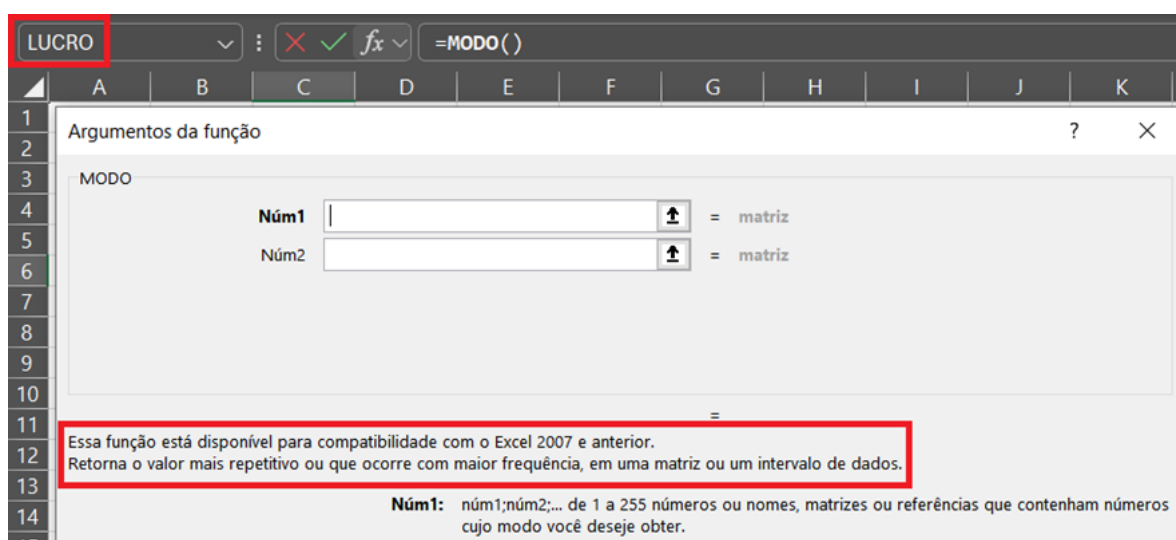 LUCRO fx =MODO()
A B C D E F G H I J K
1
Argumentos da função ? ×
2
3 MODO
4 Núm1 = matriz
5 Núm2 = matriz
6
7
8
9
10
11 =
Essa função está disponível para compatibilidade com o Excel 2007 e anterior.
12 Retorna o valor mais repetitivo ou que ocorre com maior frequência, em uma matriz ou um intervalo de dados.
13
14 Núm1: núm1;núm2;... de 1 a 255 números ou nomes, matrizes ou referências que contenham números
cujo modo você deseje obter.